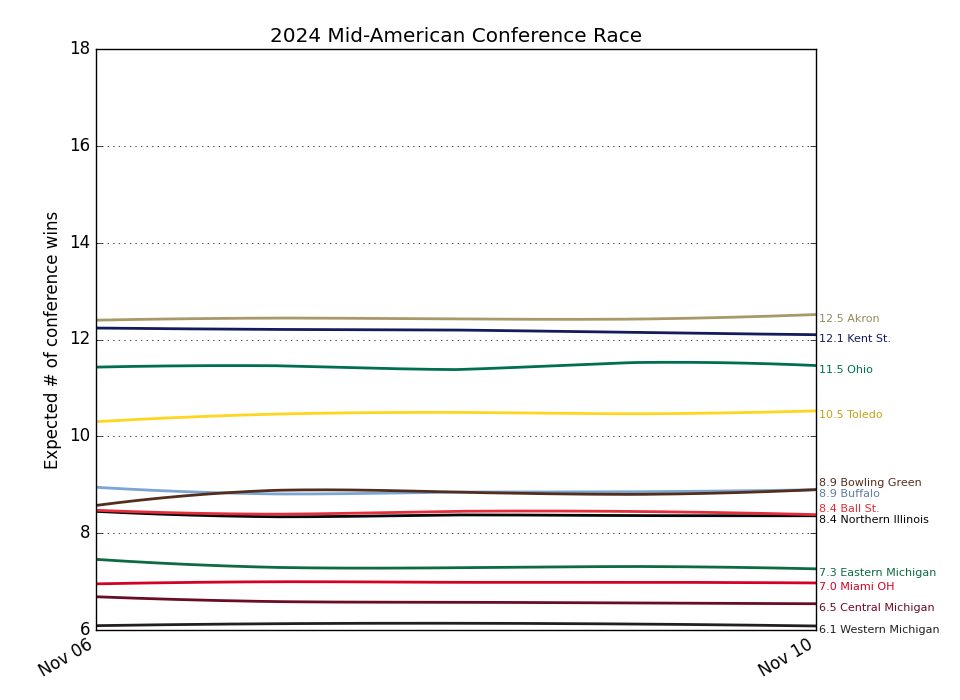 2024 Mid-American Conference Race
Expected # of conference wins
18
16
14
12
10
8
6
12.5 Akron
12.1 Kent St.
11.5 Ohio
10.5 Toledo
8.9 Bowling Green
8.9 Buffalo
8.4 Ball St.
8.4 Northern Illinois
7.3 Eastern Michigan
7.0 Miami OH
6.5 Central Michigan
6.1 Western Michigan
Nov 06
Nov 10